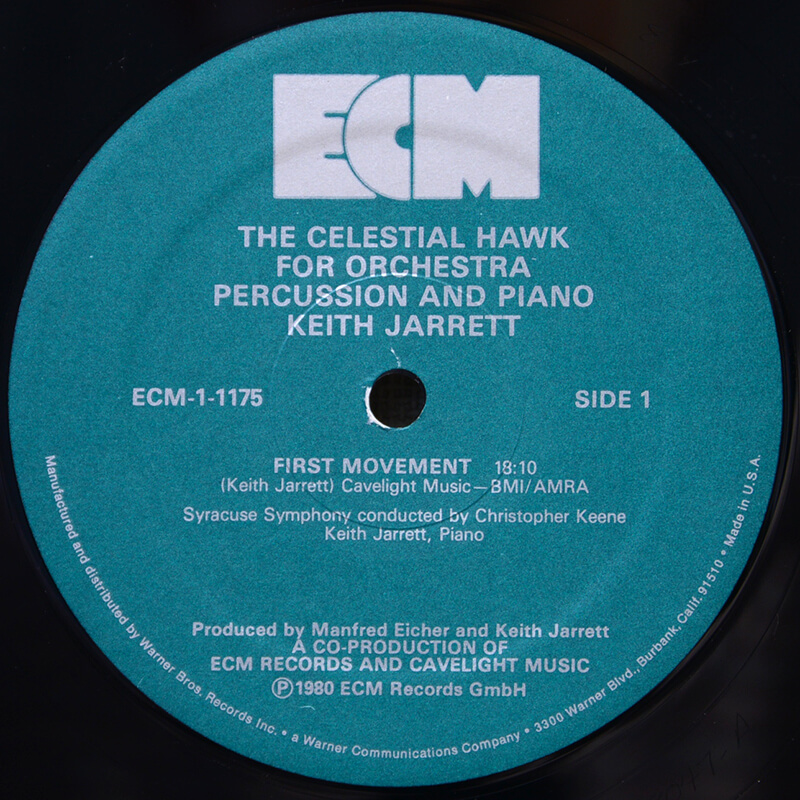 ECM
THE CELESTIAL HAWK
FOR ORCHESTRA
PERCUSSION AND PIANO
KEITH JARRETT
ECM-1-1175
SIDE 1
FIRST MOVEMENT 18:10
(Keith Jarrett) Cavelight Music—BMI/AMRA
Syracuse Symphony conducted by Christopher Keene
Keith Jarrett, Piano
Produced by Manfred Eicher and Keith Jarrett
A CO-PRODUCTION OF
ECM RECORDS AND CAVELIGHT MUSIC
℗1980 ECM Records GmbH
Manufactured and distributed by Warner Bros. Records Inc. • a Warner Communications Company • 3300 Warner Blvd., Burbank, Calif. 91510 • Made in U.S.A.